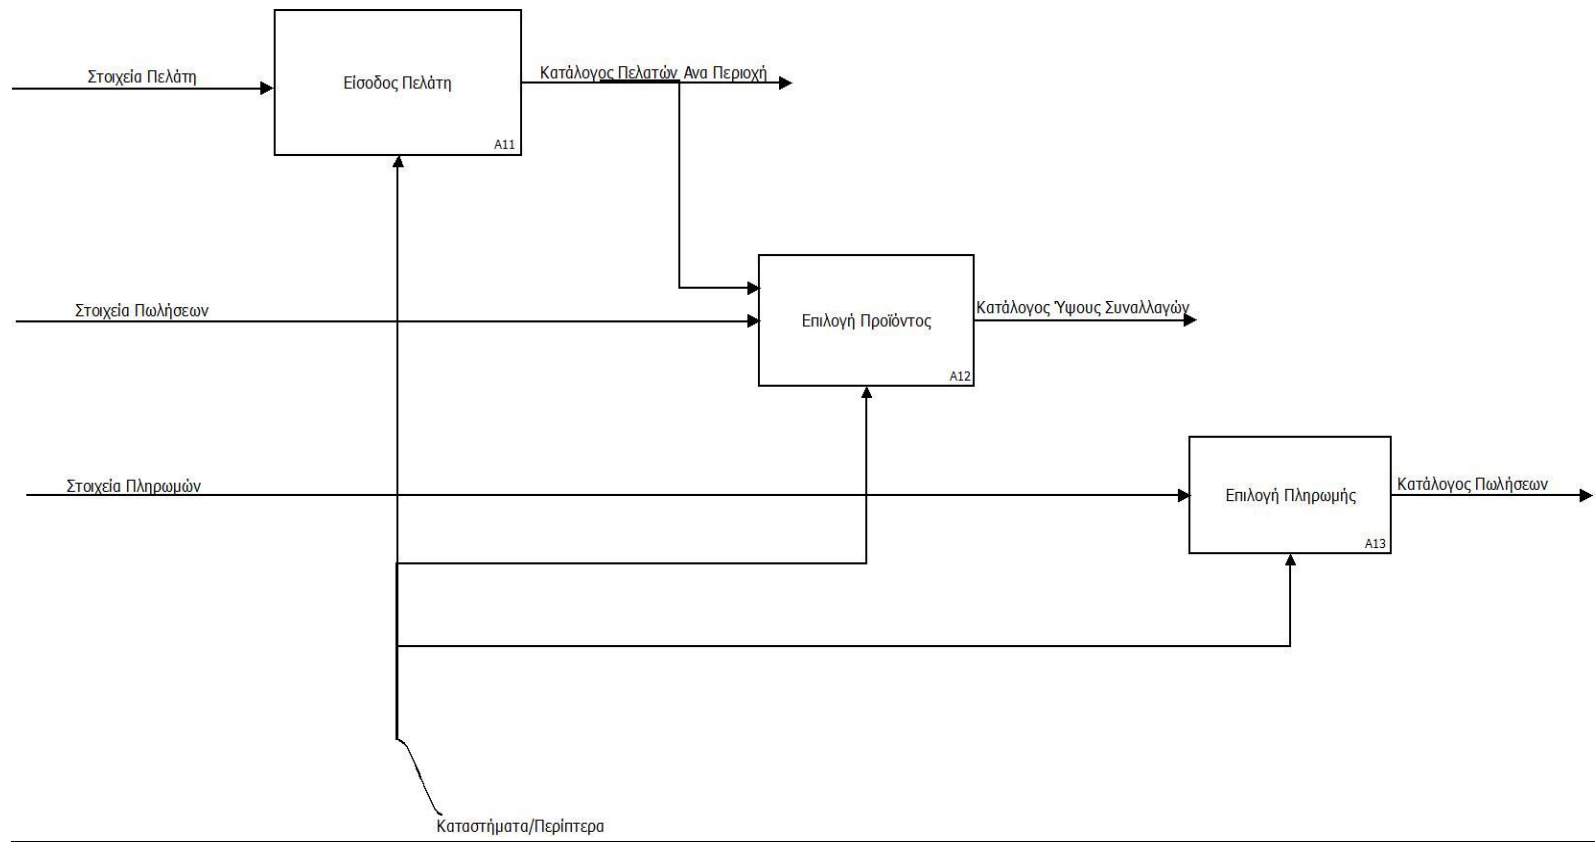 Στοιχεία Πελάτη
Είσοδος Πελάτη
A11
Κατάλογος Πελατών Ανα Περιοχή
Στοιχεία Πωλήσεων
Επιλογή Προϊόντος
A12
Κατάλογος Ύψους Συναλλαγών
Στοιχεία Πληρωμών
Επιλογή Πληρωμής
A13
Κατάλογος Πωλήσεων
Καταστήματα/Περίπτερα